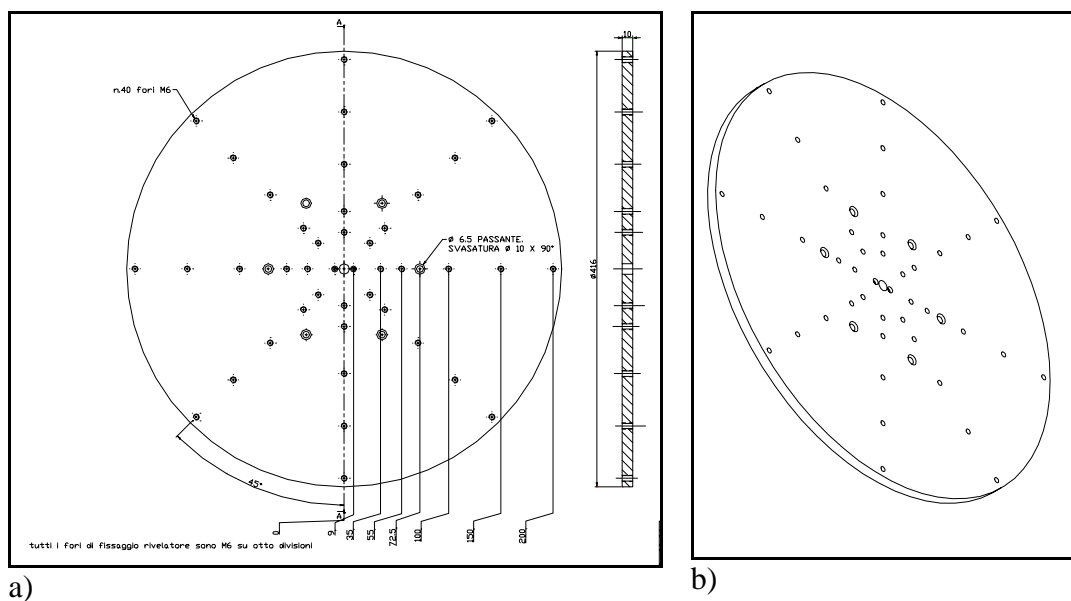 A
10
n.40 fori M6
Ø 6.5 PASSANTE.
SVASATURA Ø 10 X 90°
Ø416
45°
A
0
9
35
55
72.5
100
150
200
tutti i fori di fissaggio rivelatore sono M6 su otto divisioni
a)
b)